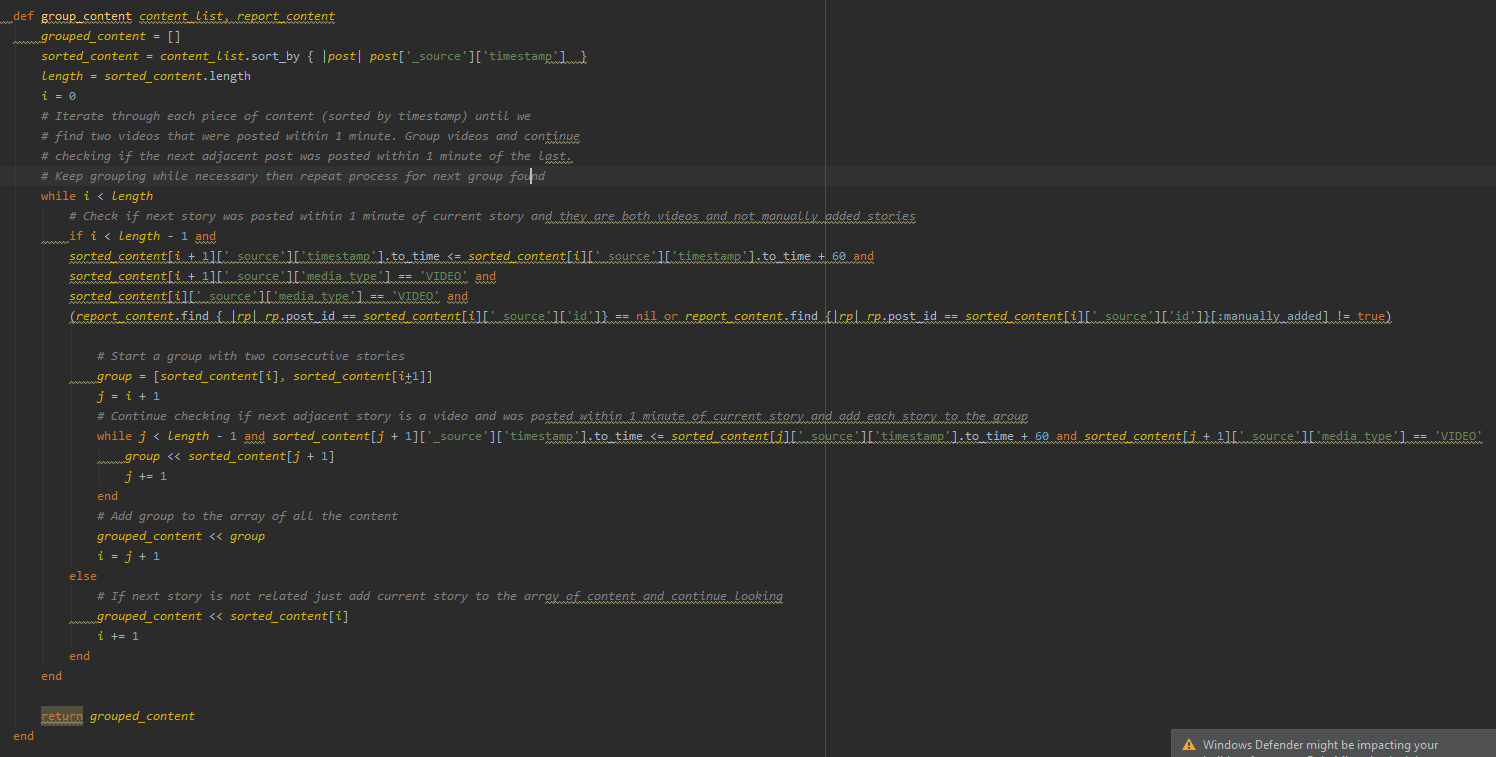 def group_content content_list, report_content
grouped_content = []
sorted_content = content_list.sort_by { |post| post['_source']['timestamp']  }
length = sorted_content.length
i = 0
# Iterate through each piece of content (sorted by timestamp) until we
# find two videos that were posted within 1 minute. Group videos and continue
# checking if the next adjacent post was posted within 1 minute of the last.
# Keep grouping while necessary then repeat process for next group found
while i < length
# Check if next story was posted within 1 minute of current story and they are both videos and not manually added stories
if i < length - 1 and
sorted_content[i + 1]['_source']['timestamp'].to_time <= sorted_content[i]['_source']['timestamp'].to_time + 60 and
sorted_content[i + 1]['_source']['media_type'] == 'VIDEO' and
sorted_content[i]['_source']['media_type'] == 'VIDEO' and
(report_content.find { |rp| rp.post_id == sorted_content[i]['_source']['id']} == nil or report_content.find {|rp| rp.post_id == sorted_content[i]['_source']['id']}[:manually_added] != true)
# Start a group with two consecutive stories
group = [sorted_content[i], sorted_content[i+1]]
j = i + 1
# Continue checking if next adjacent story is a video and was posted within 1 minute of current story and add each story to the group
while j < length - 1 and sorted_content[j + 1]['_source']['timestamp'].to_time <= sorted_content[j]['_source']['timestamp'].to_time + 60 and sorted_content[j + 1]['_source']['media_type'] == 'VIDEO'
group << sorted_content[j + 1]
j += 1
end
# Add group to the array of all the content
grouped_content << group
i = j + 1
else
# If next story is not related just add current story to the array of content and continue looking
grouped_content << sorted_content[i]
i += 1
end
end
return grouped_content
end
Windows Defender might be impacting your